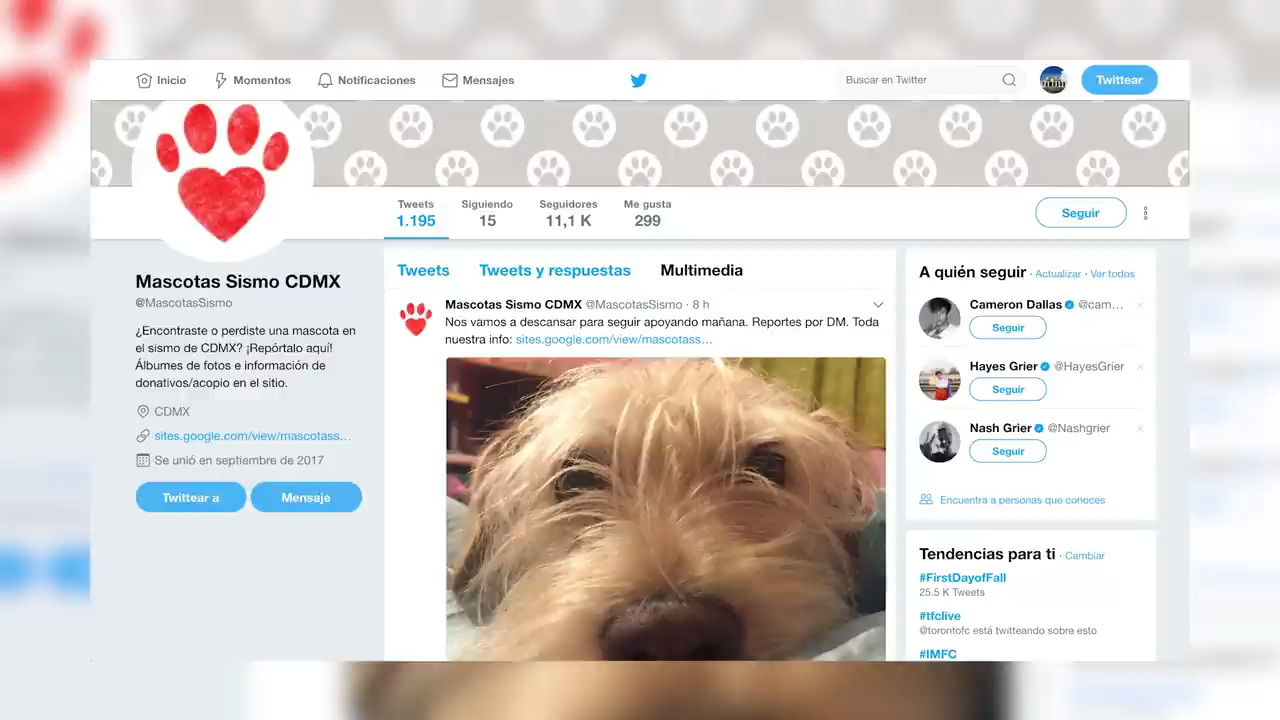 Inicio
Momentos
Notificaciones
Mensajes
Buscar en Twitter
Twittear
Tweets
1.195
Siguiendo
15
Seguidores
11,1 K
Me gusta
299
Seguir
Mascotas Sismo CDMX
@MascotasSismo
¿Encontraste o perdiste una mascota en
el sismo de CDMX? ¡Repórtalo aquí!
Álbumes de fotos e información de
donativos/acopio en el sitio.
CDMX
sites.google.com/view/mascotass…
Se unió en septiembre de 2017
Twittear a
Mensaje
Tweets
Tweets y respuestas
Multimedia
Mascotas Sismo CDMX @MascotasSismo · 8 h
Nos vamos a descansar para seguir apoyando mañana. Reportes por DM. Toda
nuestra info: sites.google.com/view/mascotass…
A quién seguir · Actualizar · Ver todos
Cameron Dallas @cam…
Seguir
Hayes Grier @HayesGrier
Seguir
Nash Grier @Nashgrier
Seguir
Encuentra a personas que conoces
Tendencias para ti · Cambiar
#FirstDayofFall
25.5 K Tweets
#tfclive
@torontofc está twitteando sobre esto
#IMFC